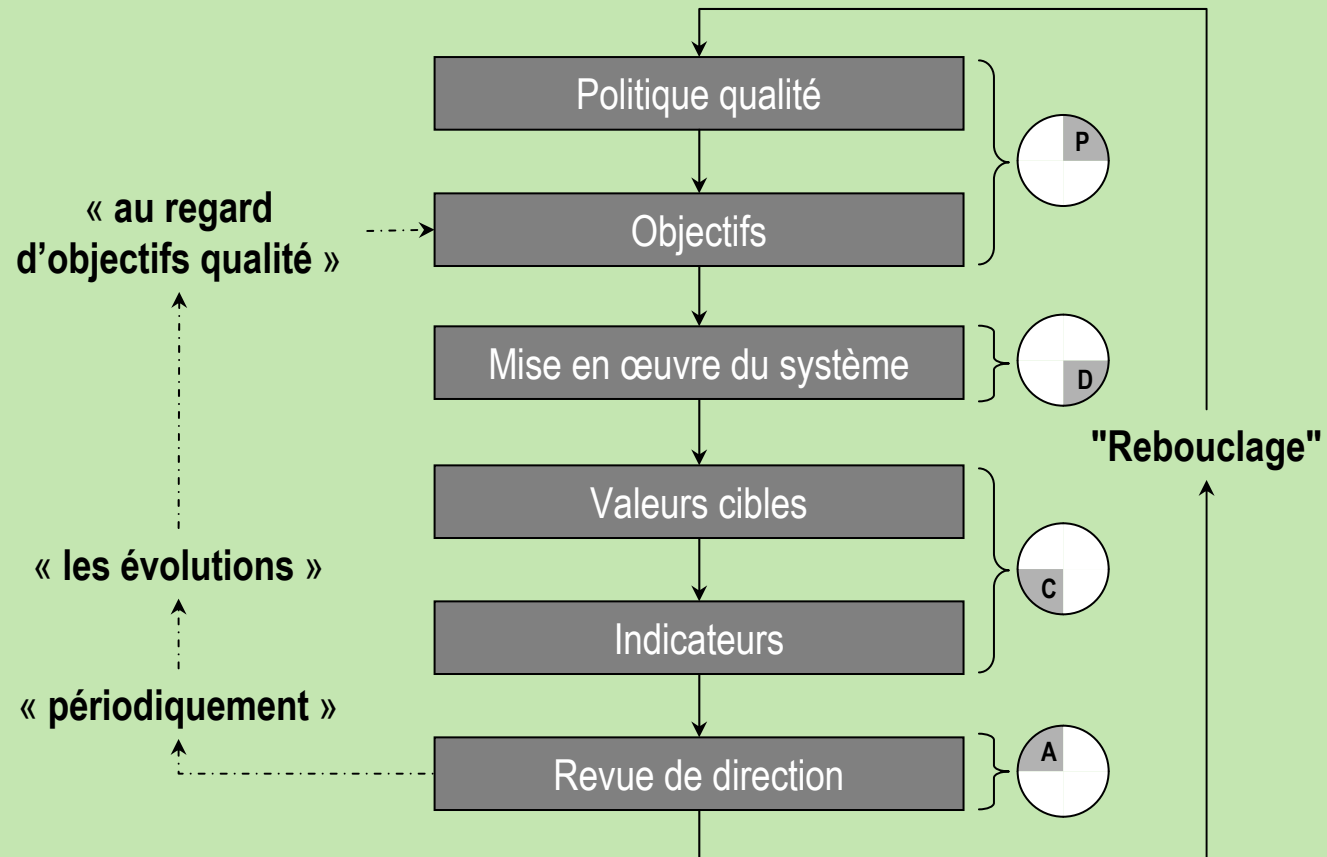 Politique qualité
P
« au regard
d’objectifs qualité »
Objectifs
Mise en œuvre du système
D
"Rebouclage"
Valeurs cibles
« les évolutions »
C
Indicateurs
« périodiquement »
Revue de direction
A